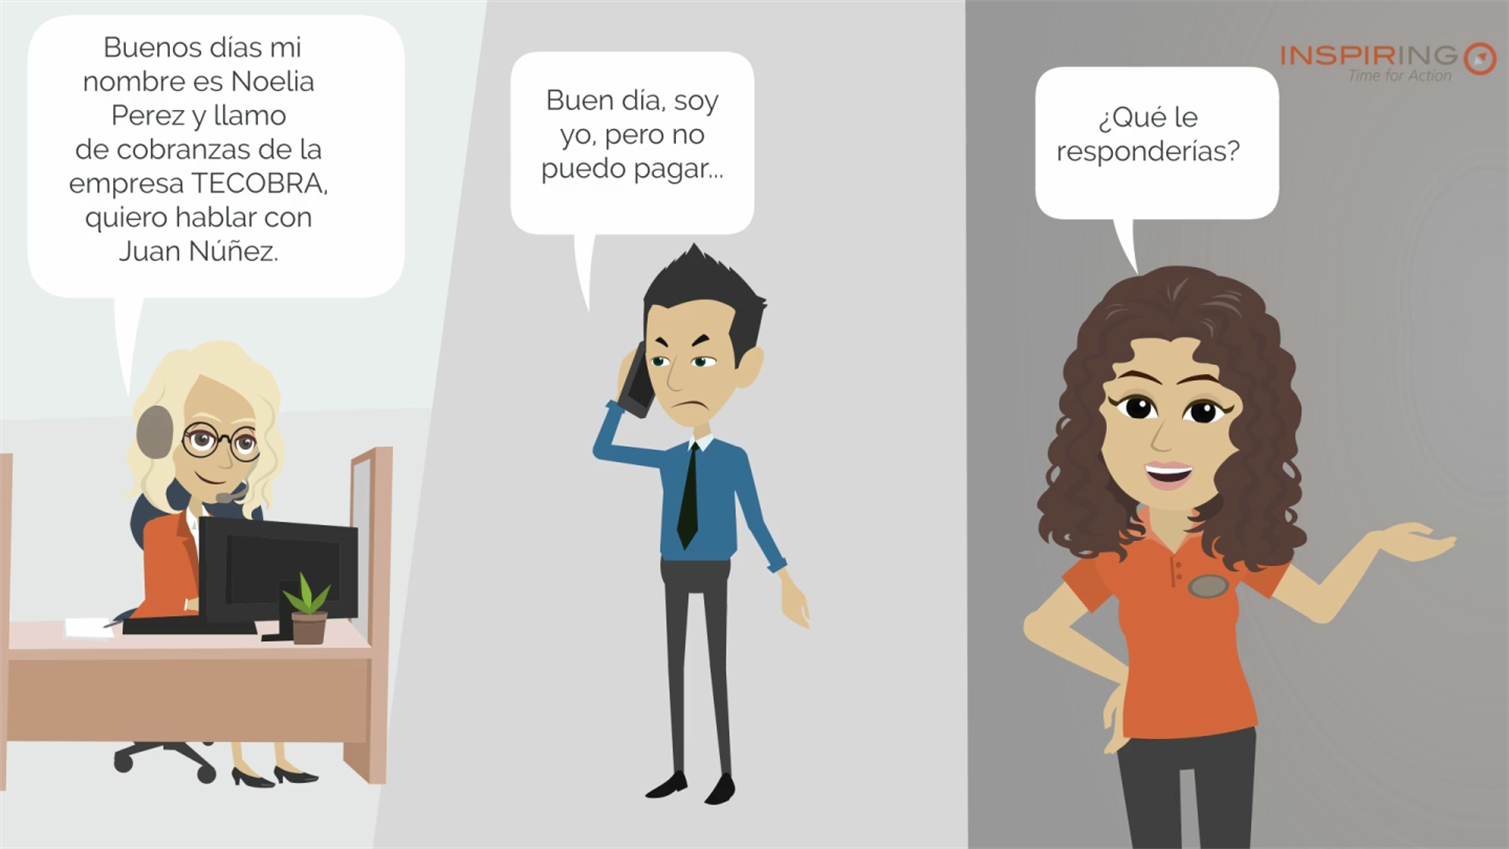 Buenos días mi
nombre es Noelia
Perez y llamo
de cobranzas de la
empresa TECOBRA,
quiero hablar con
Juan Núñez.
Buen día, soy
yo, pero no
puedo pagar...
¿Qué le
responderías?
INSPIRING
Time for Action